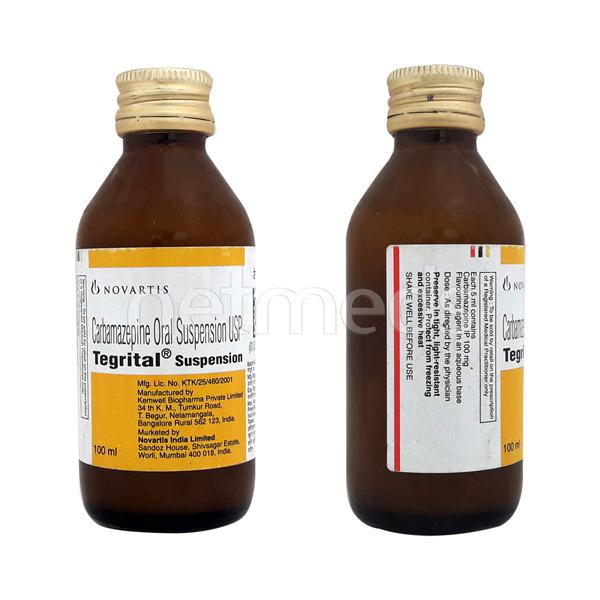 NOVARTIS
Carbamazepine Oral Suspension USP
Tegrital® Suspension
Mfg. Lic. No. KTK/25/460/2001
Manufactured by
Kemwell Biopharma Private Limited
34 th K. M., Tumkur Road,
T. Begur, Nelamangala,
Bangalore Rural 562 123, India.
Marketed by
Novartis India Limited
Sandoz House, Shivsagar Estate,
Worli, Mumbai 400 018, India.
100 ml
Each 5 ml contains
Carbamazepine IP 100 mg
Flavouring agent in an aqueous base
Dose : As directed by the physician
Preserve in tight, light-resistant
container. Protect from freezing
and excessive heat
SHAKE WELL BEFORE USE
Warning : To be sold by retail on the prescription
of a Registered Medical Practitioner only
NOVARTIS
Carbamaze
Tegrit
100 ml
netmed